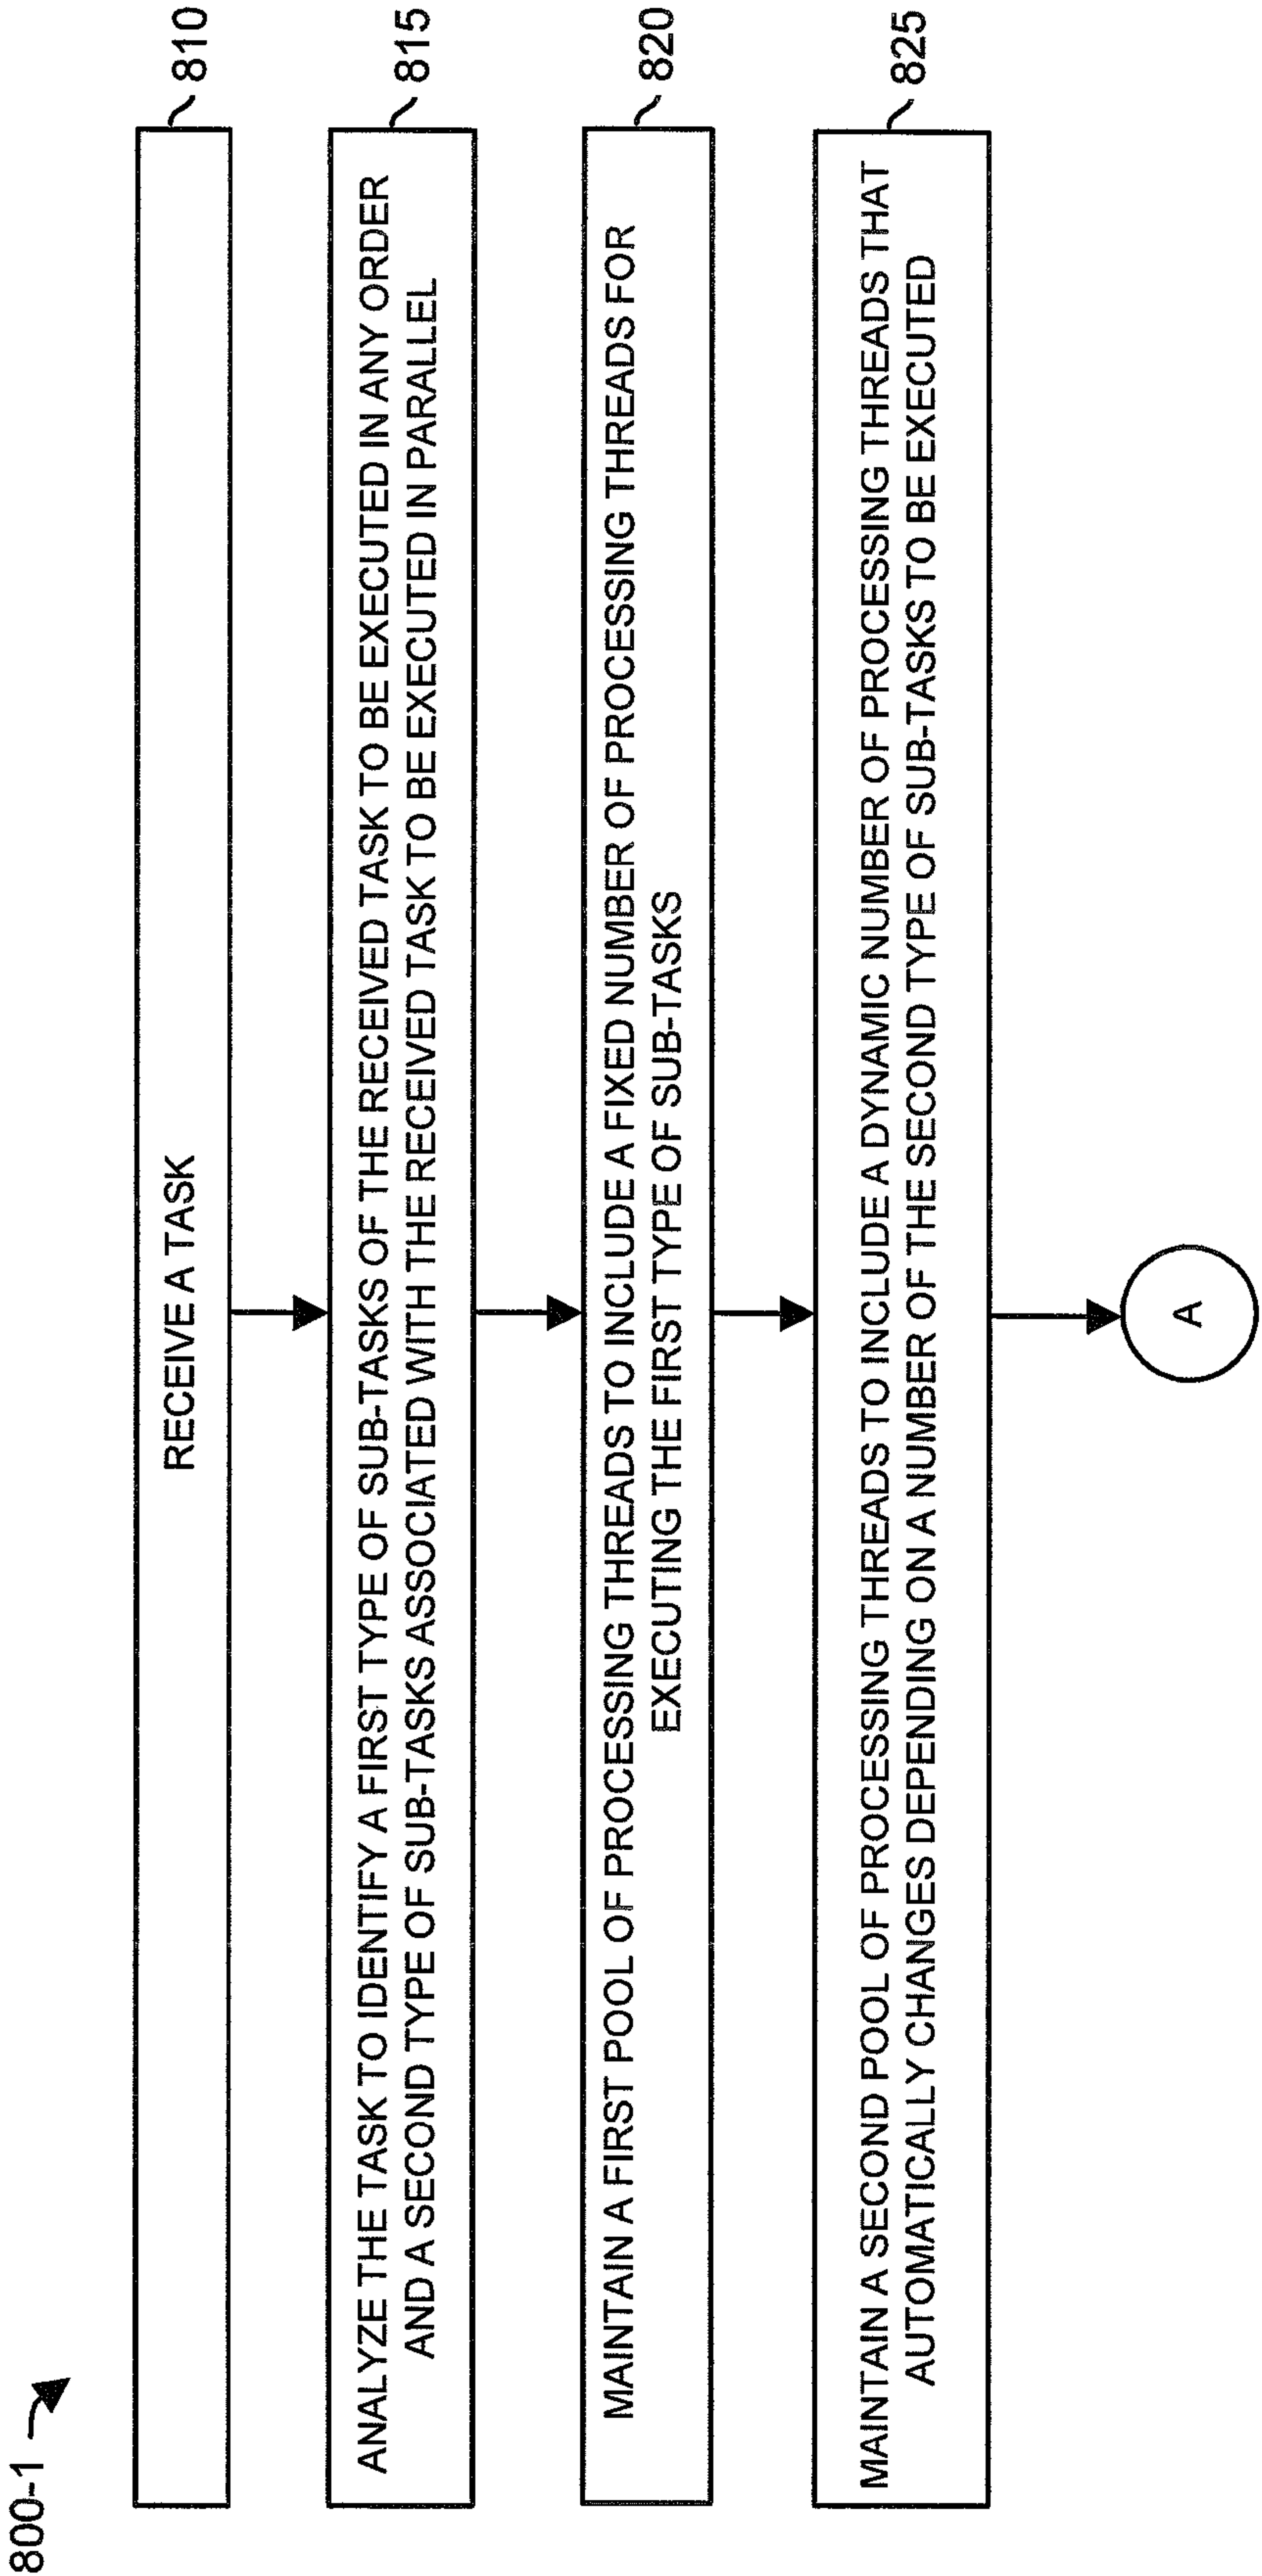 800-1
RECEIVE A TASK
810
ANALYZE THE TASK TO IDENTIFY A FIRST TYPE OF SUB-TASKS OF THE RECEIVED TASK TO BE EXECUTED IN ANY ORDER
AND A SECOND TYPE OF SUB-TASKS ASSOCIATED WITH THE RECEIVED TASK TO BE EXECUTED IN PARALLEL
815
MAINTAIN A FIRST POOL OF PROCESSING THREADS TO INCLUDE A FIXED NUMBER OF PROCESSING THREADS FOR
EXECUTING THE FIRST TYPE OF SUB-TASKS
820
MAINTAIN A SECOND POOL OF PROCESSING THREADS TO INCLUDE A DYNAMIC NUMBER OF PROCESSING THREADS THAT
AUTOMATICALLY CHANGES DEPENDING ON A NUMBER OF THE SECOND TYPE OF SUB-TASKS TO BE EXECUTED
825
A